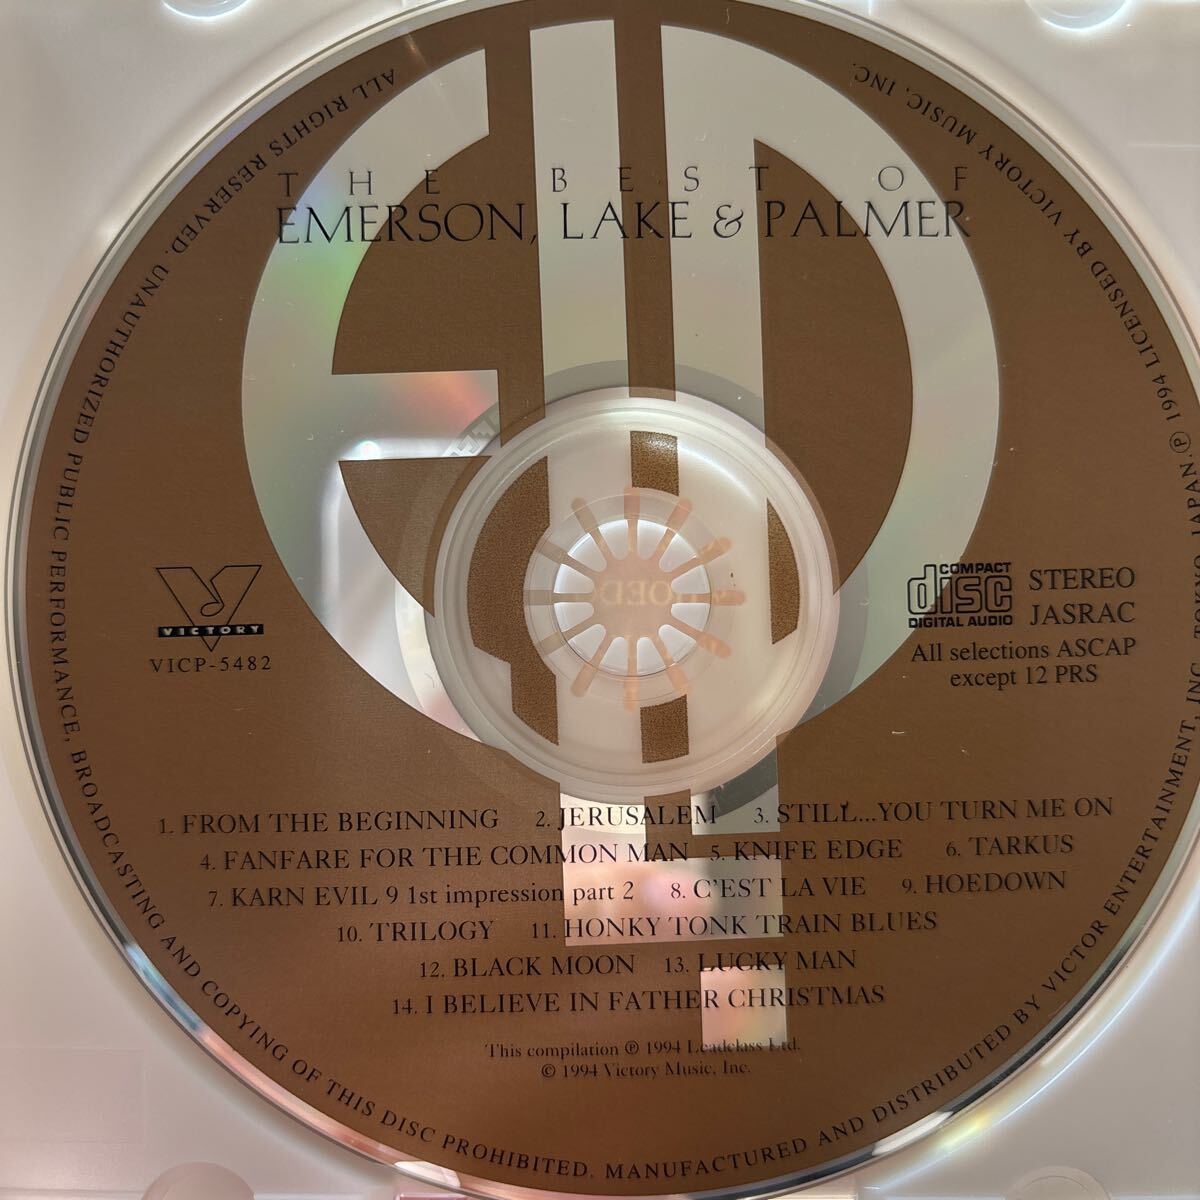 THE BEST OF
EMERSON, LAKE & PALMER
VICTORY
VICP-5482
COMPACT
disc
DIGITAL AUDIO
STEREO
JASRAC
All selections ASCAP
except 12 PRS
1. FROM THE BEGINNING 2. JERUSALEM 3. STILL...YOU TURN ME ON
4. FANFARE FOR THE COMMON MAN 5. KNIFE EDGE 6. TARKUS
7. KARN EVIL 9 1st impression part 2 8. C'EST LA VIE 9. HOEDOWN
10. TRILOGY 11. HONKY TONK TRAIN BLUES
12. BLACK MOON 13. LUCKY MAN
14. I BELIEVE IN FATHER CHRISTMAS
This compilation ℗ 1994 Leadclass Ltd.
© 1994 Victory Music, Inc.
ALL RIGHTS RESERVED. UNAUTHORIZED PUBLIC PERFORMANCE, BROADCASTING AND COPYING OF THIS DISC PROHIBITED. MANUFACTURED AND DISTRIBUTED BY VICTOR ENTERTAINMENT, INC. TOKYO, JAPAN. ℗ 1994 LICENSED BY VICTORY MUSIC, INC.